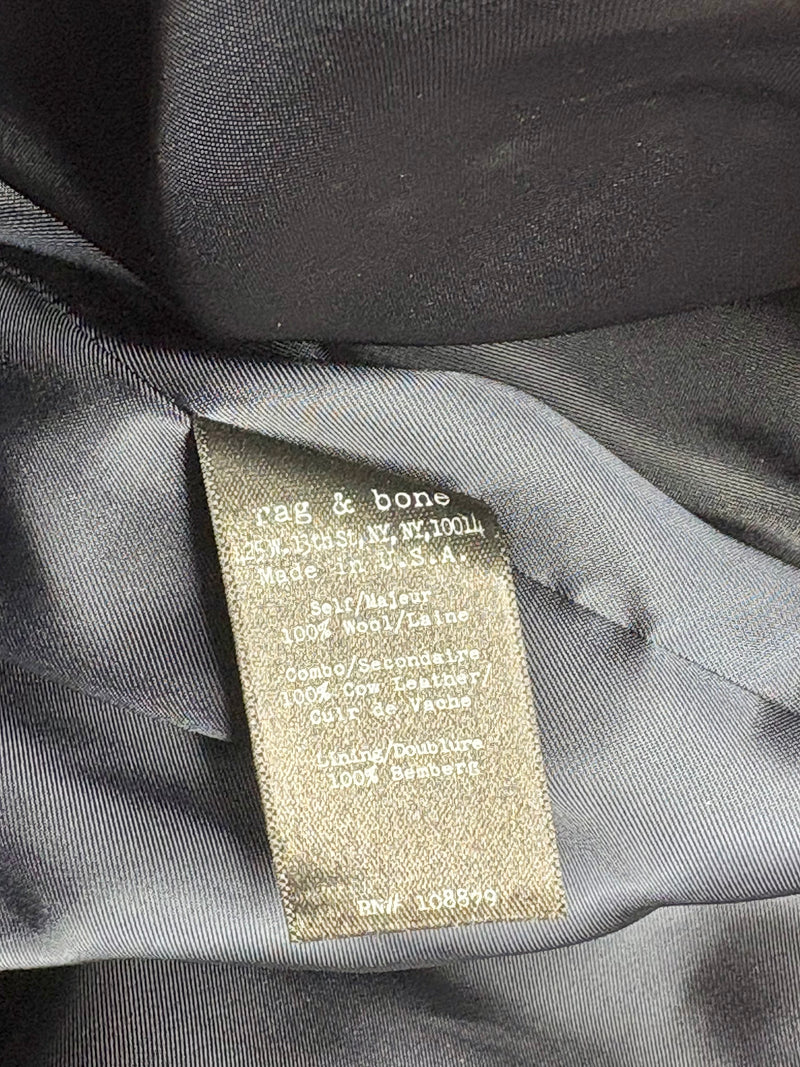 rag & bone
425 W. 13th St, NY, NY, 10014
Made in U.S.A.
Self/Majeur
100% Wool/Laine
Combo/Secondaire
100% Cow Leather/
Cuir de Vache
Lining/Doublure
100% Bemberg
RN# 108899